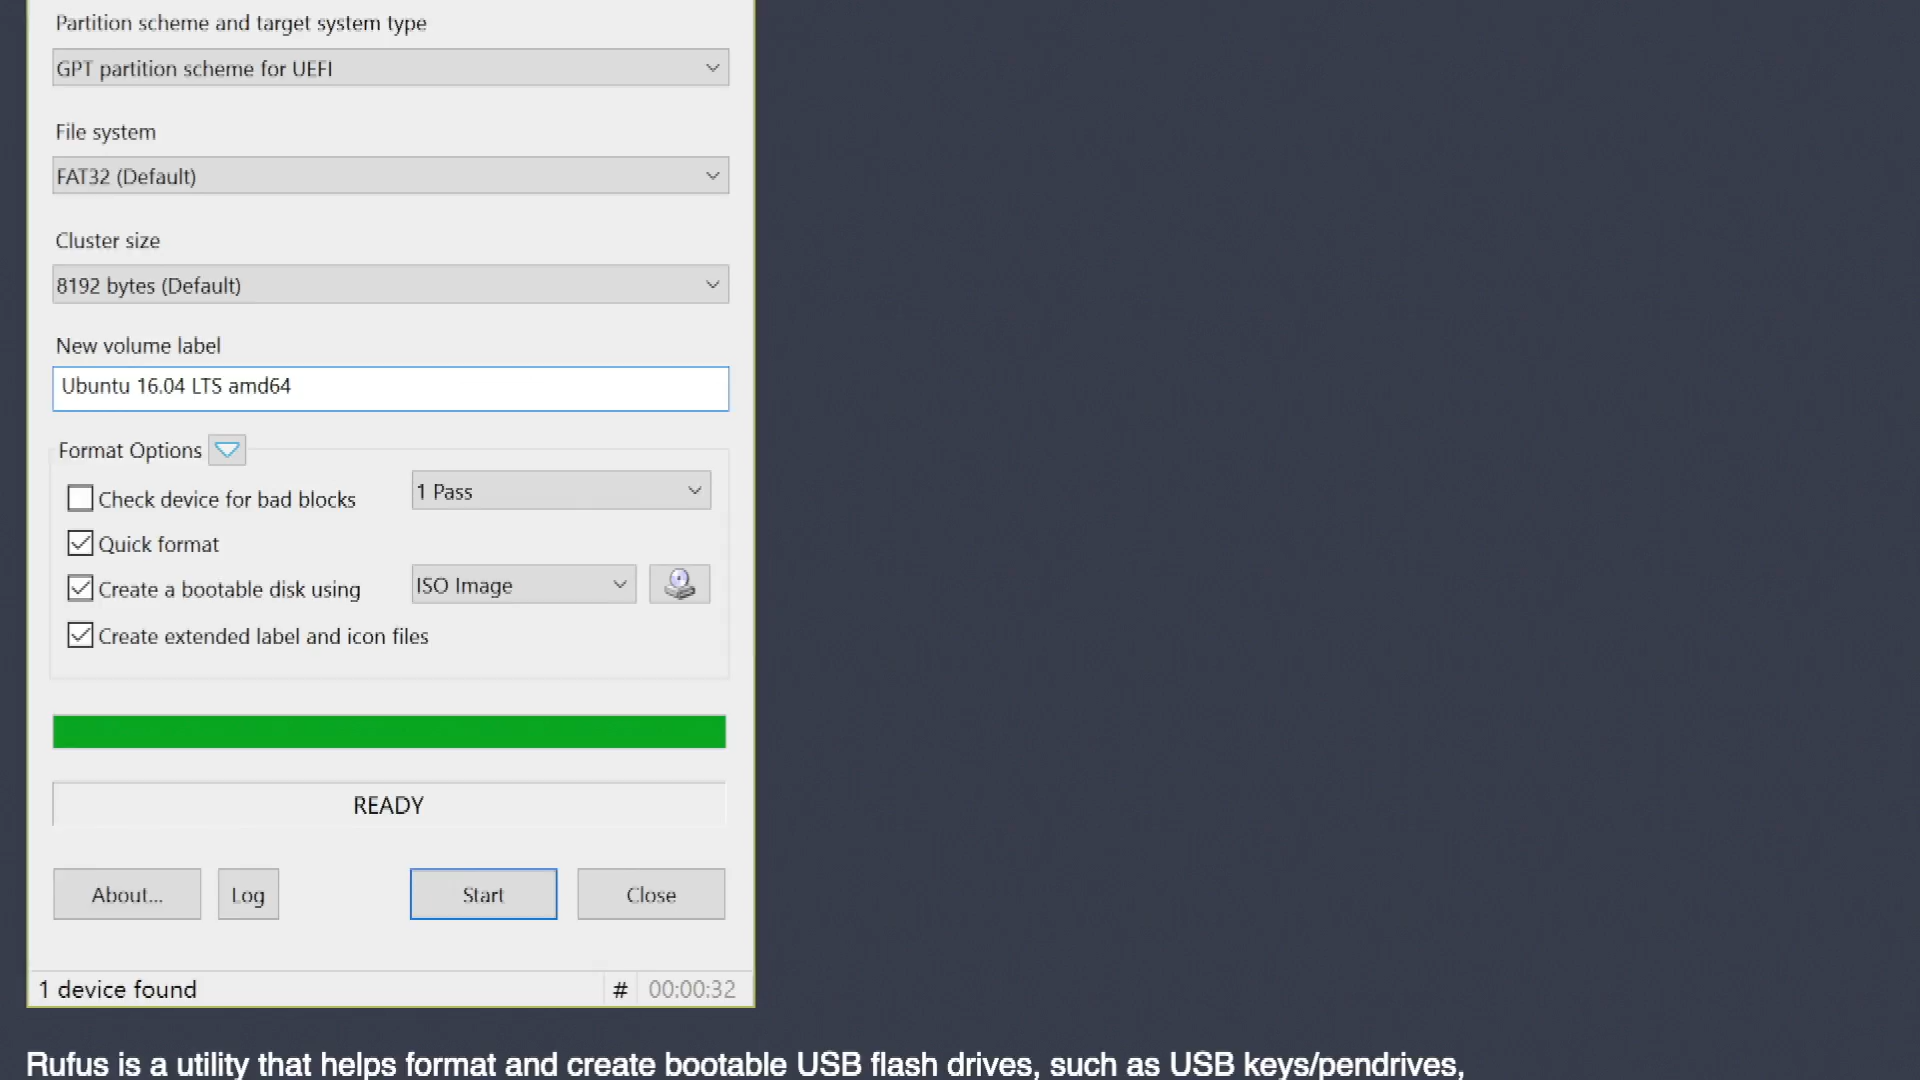 Partition scheme and target system type
GPT partition scheme for UEFI
File system
FAT32 (Default)
Cluster size
8192 bytes (Default)
New volume label
Ubuntu 16.04 LTS amd64
Format Options
Check device for bad blocks
1 Pass
Quick format
Create a bootable disk using
ISO Image
Create extended label and icon files
READY
About... Log Start Close
1 device found # 00:00:32
Rufus is a utility that helps format and create bootable USB flash drives, such as USB keys/pendrives,